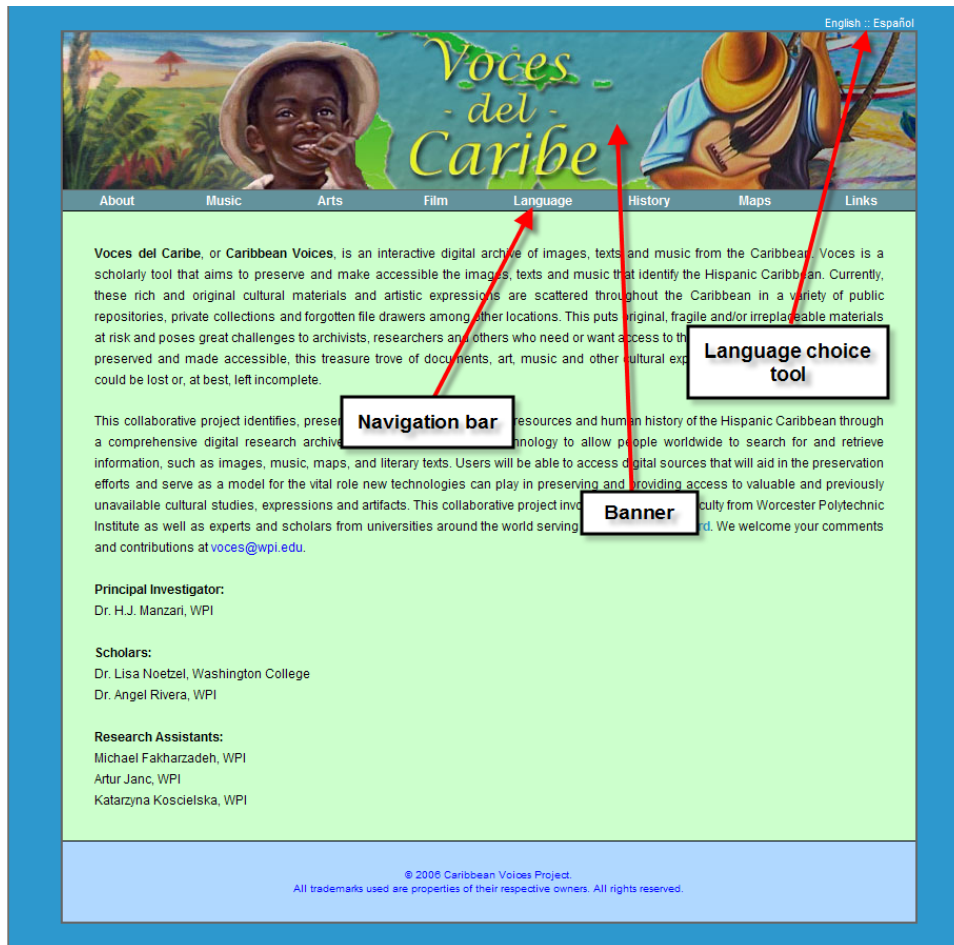 English :: Español
Voces
- del -
Caribe
About Music Arts Film Language History Maps Links
Voces del Caribe, or Caribbean Voices, is an interactive digital archive of images, texts and music from the Caribbean. Voces is a
scholarly tool that aims to preserve and make accessible the images, texts and music that identify the Hispanic Caribbean. Currently,
these rich and original cultural materials and artistic expressions are scattered throughout the Caribbean in a variety of public
repositories, private collections and forgotten file drawers among other locations. This puts original, fragile and/or irreplaceable materials
at risk and poses great challenges to archivists, researchers and others who need or want access to
preserved and made accessible, this treasure trove of documents, art, music and other cultural
could be lost or, at best, left incomplete.
Language choice
tool
This collaborative project identifies, resources and human history of the Hispanic Caribbean through
Navigation bar
a comprehensive digital research to allow people worldwide to search for and retrieve
information, such as images, music, maps, and literary texts. Users will be able to access digital sources that will aid in the preservation
efforts and serve as a model for the vital role new technologies can play in preserving and providing access to valuable and previously
unavailable cultural studies, expressions and artifacts. This collaborative project from Worcester Polytechnic
Banner
Institute as well as experts and scholars from universities around the world serving We welcome your comments
and contributions at voces@wpi.edu.
Principal Investigator:
Dr. H.J. Manzari, WPI
Scholars:
Dr. Lisa Noetzel, Washington College
Dr. Angel Rivera, WPI
Research Assistants:
Michael Fakharzadeh, WPI
Artur Janc, WPI
Katarzyna Koscielska, WPI
© 2006 Caribbean Voices Project.
All trademarks used are properties of their respective owners. All rights reserved.